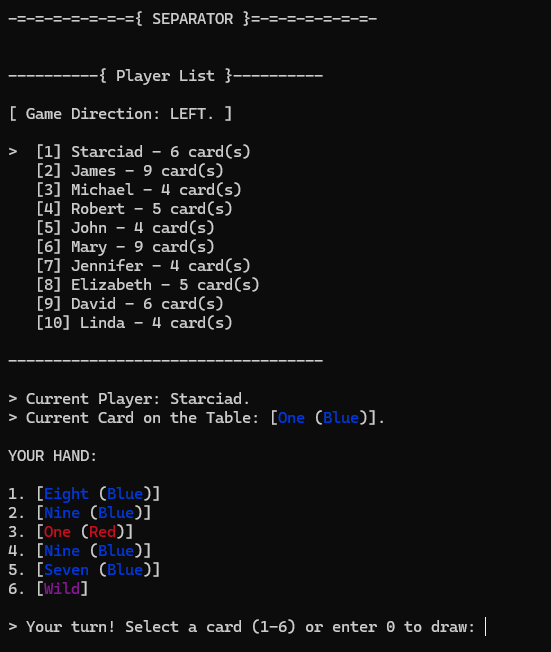 -=-=-=-=-=-=-={ SEPARATOR }=-=-=-=-=-=-=-
----------{ Player List }----------
[ Game Direction: LEFT. ]
>  [1] Starciad - 6 card(s)
[2] James - 9 card(s)
[3] Michael - 4 card(s)
[4] Robert - 5 card(s)
[5] John - 4 card(s)
[6] Mary - 9 card(s)
[7] Jennifer - 4 card(s)
[8] Elizabeth - 5 card(s)
[9] David - 6 card(s)
[10] Linda - 4 card(s)
-----------------------------------
> Current Player: Starciad.
> Current Card on the Table: [One (Blue)].
YOUR HAND:
1. [Eight (Blue)]
2. [Nine (Blue)]
3. [One (Red)]
4. [Nine (Blue)]
5. [Seven (Blue)]
6. [Wild]
> Your turn! Select a card (1-6) or enter 0 to draw: